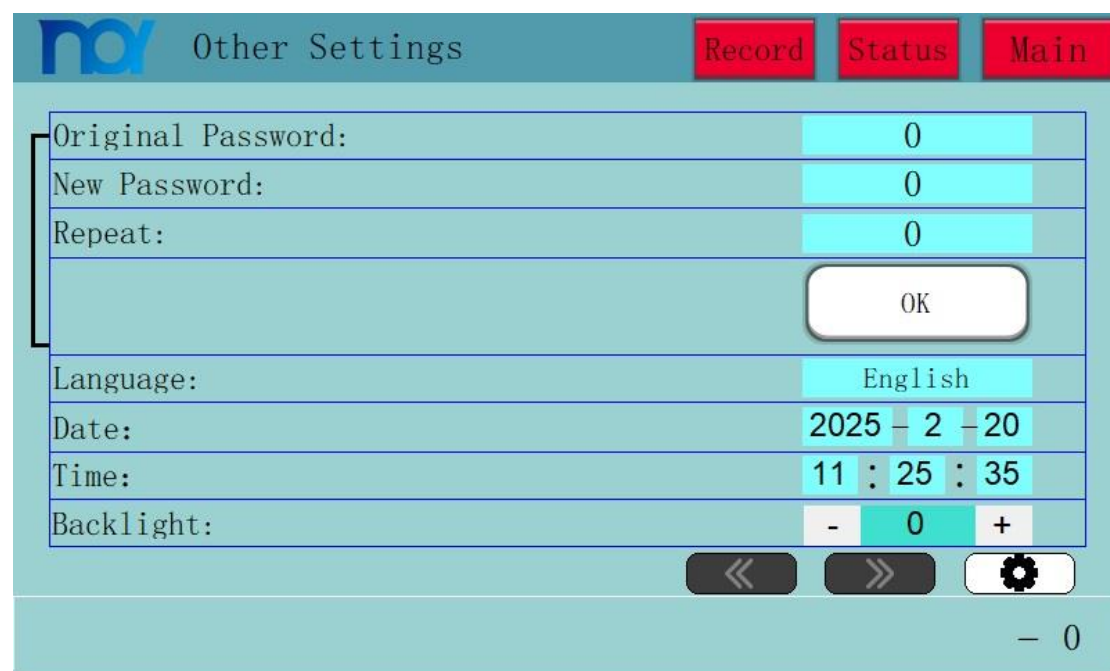 Other Settings
Record
Status
Main
Original Password: 0
New Password: 0
Repeat: 0
OK
Language: English
Date: 2025 – 2 – 20
Time: 11 : 25 : 35
Backlight: - 0 +
– 0